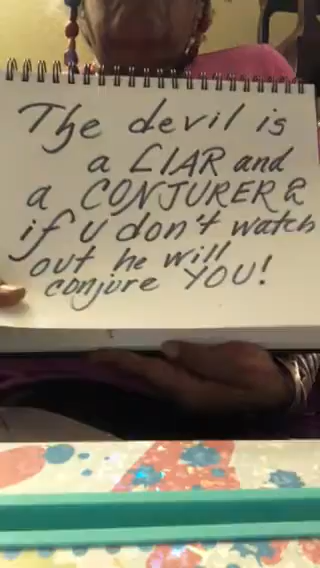 The devil is
a LIAR and
a CONJURER &
if u don't watch
out he will
conjure YOU!